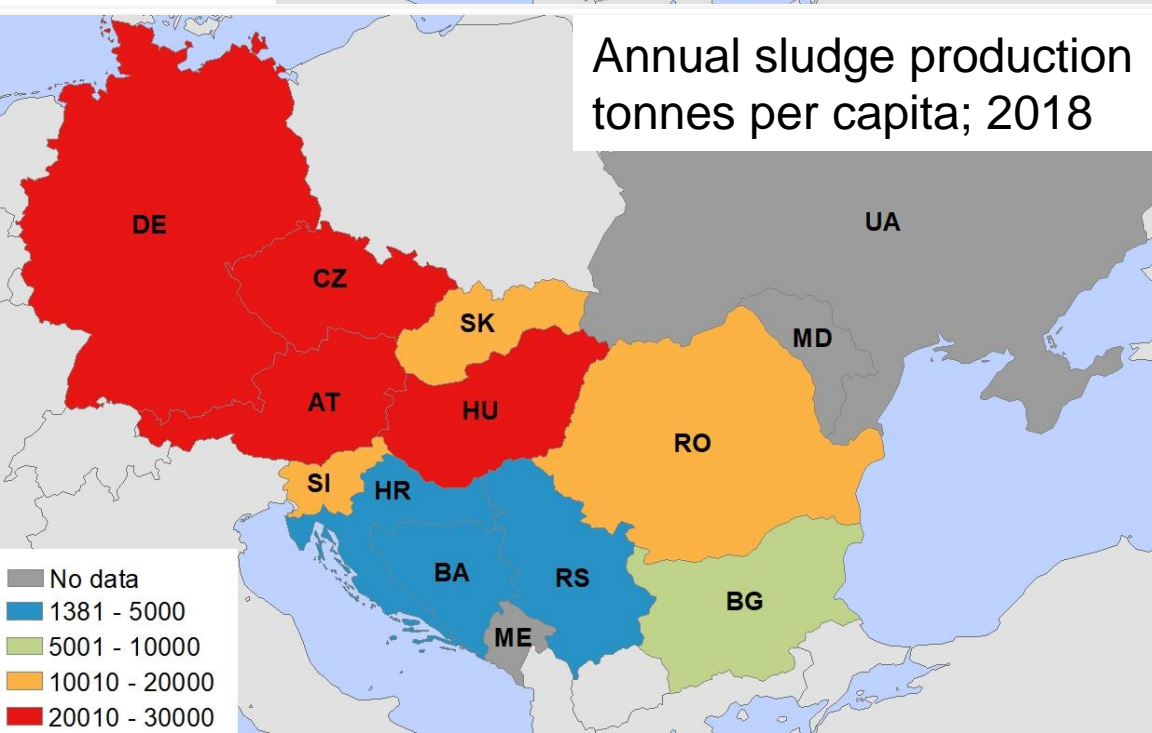 Annual sludge production
tonnes per capita; 2018
DE
UA
CZ
SK
MD
AT
HU
RO
SI
HR
BA
RS
BG
ME
No data
1381 - 5000
5001 - 10000
10010 - 20000
20010 - 30000